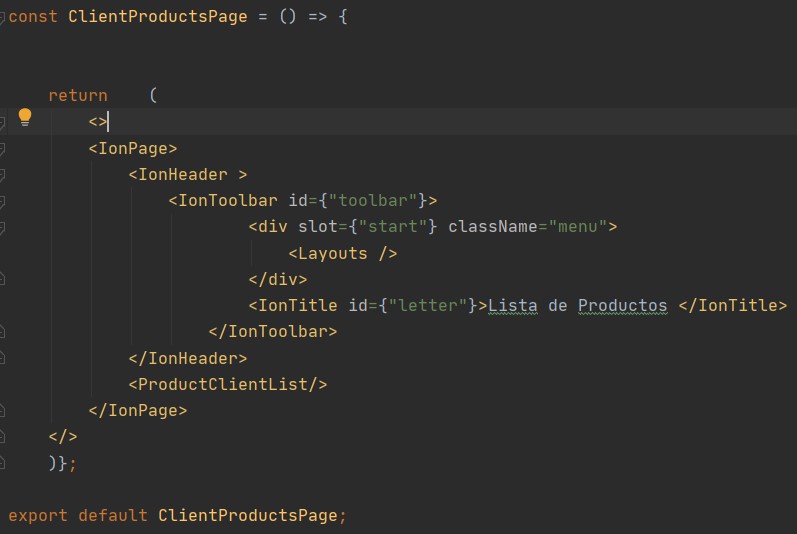 const ClientProductsPage = () => {
return (
<>
<IonPage>
<IonHeader >
<IonToolbar id={"toolbar"}>
<div slot={"start"} className="menu">
<Layouts />
</div>
<IonTitle id={"letter"}>Lista de Productos </IonTitle>
</IonToolbar>
</IonHeader>
<ProductClientList/>
</IonPage>
</>
)};
export default ClientProductsPage;